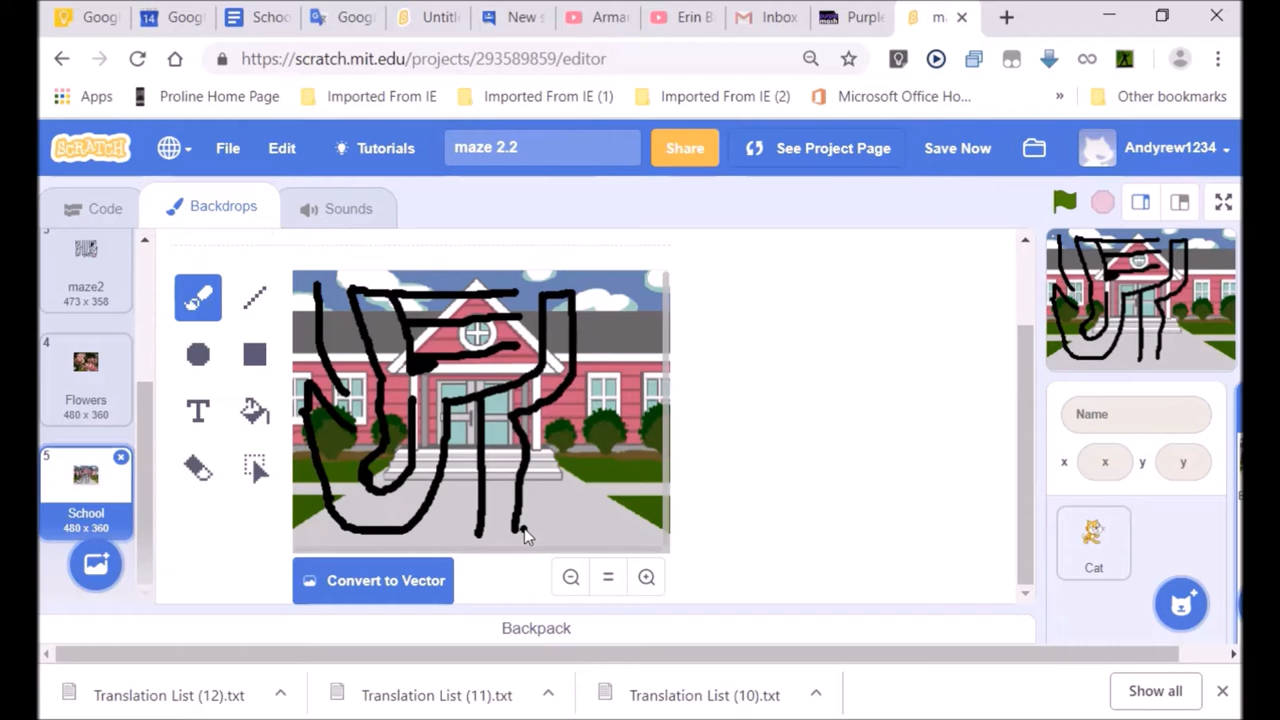 Goog
Goog
Schoo
Goog
Untitl
New s
Armar
Erin B
Inbox
Purple
ma
https://scratch.mit.edu/projects/293589859/editor
Apps
Proline Home Page
Imported From IE
Imported From IE (1)
Imported From IE (2)
Microsoft Office Ho...
»
Other bookmarks
SCRATCH
File
Edit
Tutorials
maze 2.2
Share
See Project Page
Save Now
Andyrew1234
Code
Backdrops
Sounds
maze2
473 x 358
4
Flowers
480 x 360
5
School
480 x 360
T
Convert to Vector
Name
x
x
y
y
Cat
Backpack
Translation List (12).txt
Translation List (11).txt
Translation List (10).txt
Show all